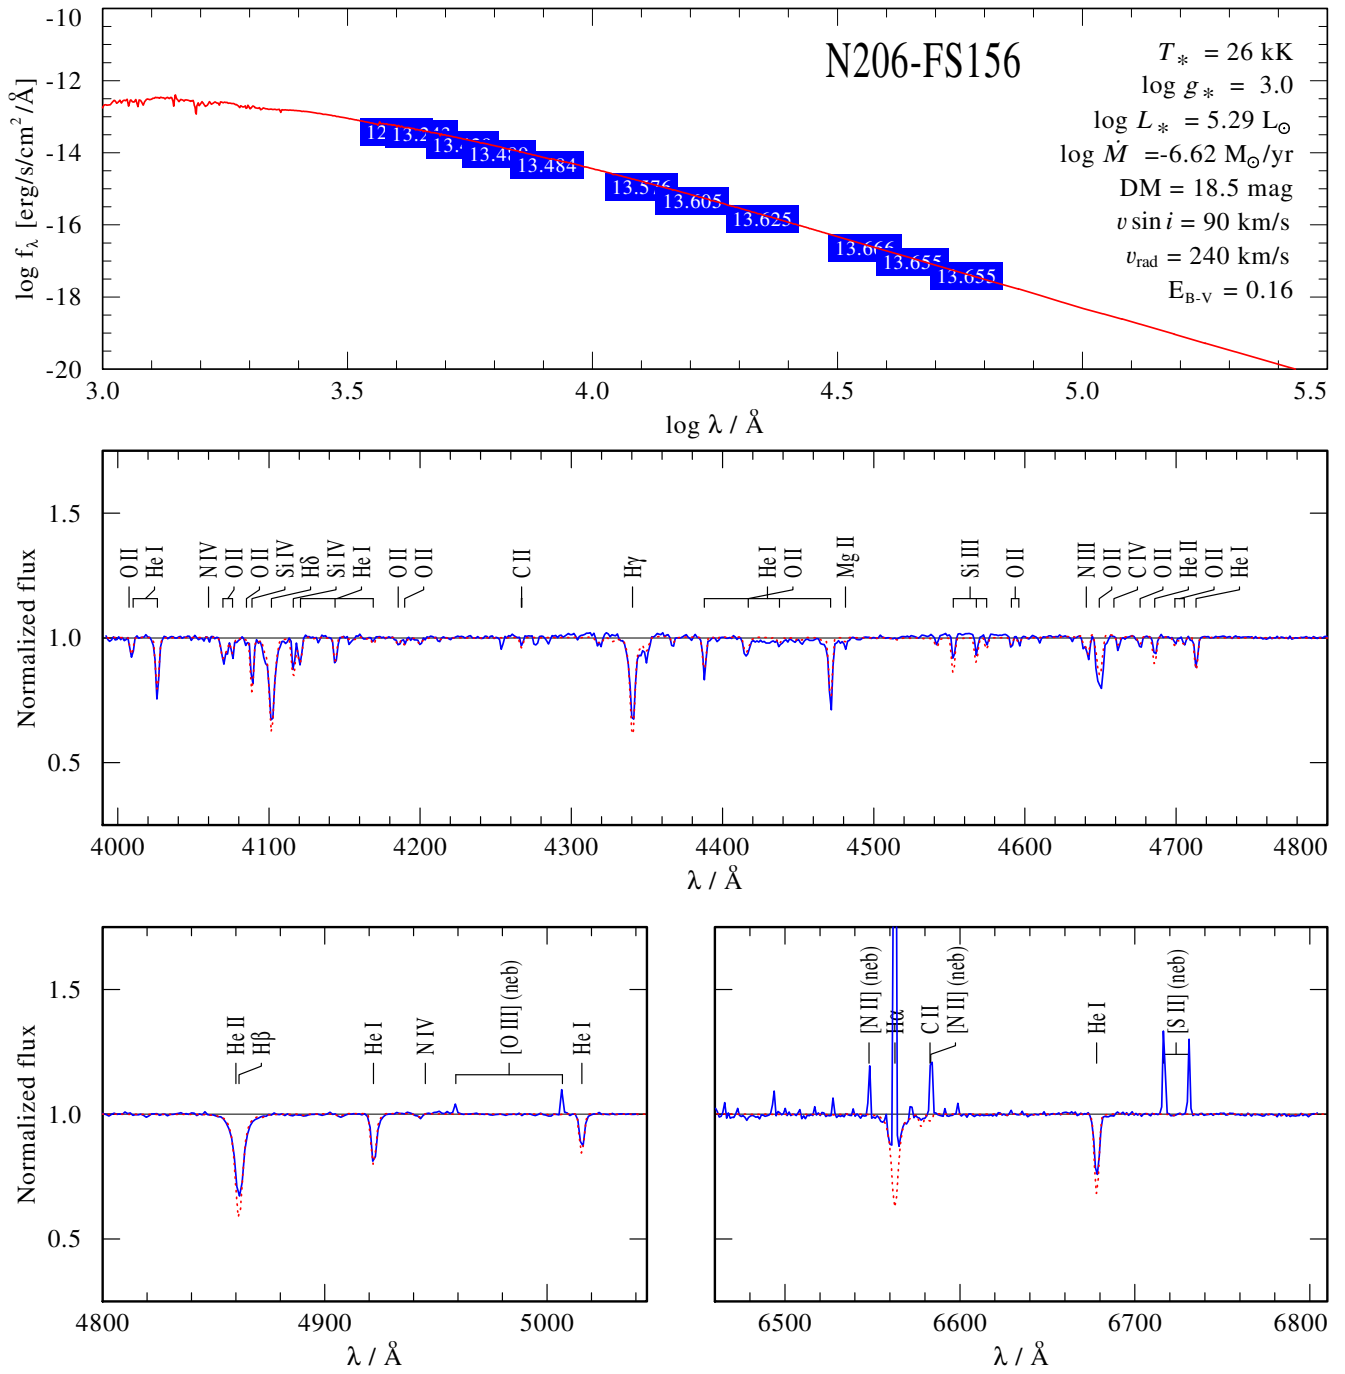 N206-FS156
T* = 26 kK
log g* = 3.0
log L* = 5.29 L⊙
log Ṁ =-6.62 M⊙/yr
DM = 18.5 mag
v sin i = 90 km/s
vrad = 240 km/s
EB-V = 0.16
log fλ [erg/s/cm²/Å]
-10
-12
-14
-16
-18
-20
13.484
13.576
13.605
13.625
13.666
13.655
13.655
3.0 3.5 4.0 4.5 5.0 5.5
log λ / Å
Normalized flux
1.5
1.0
0.5
O II He I N IV O II O II Si IV Hδ Si IV He I O II O II C II Hγ He I O II Mg II Si III O II N III O II C IV O II He II O II He I
4000 4100 4200 4300 4400 4500 4600 4700 4800
λ / Å
Normalized flux
1.5
1.0
0.5
He II Hβ He I N IV [O III] (neb) He I
4800 4900 5000
λ / Å
[N II] (neb) Hα C II [N II] (neb) He I [S II] (neb)
6500 6600 6700 6800
λ / Å